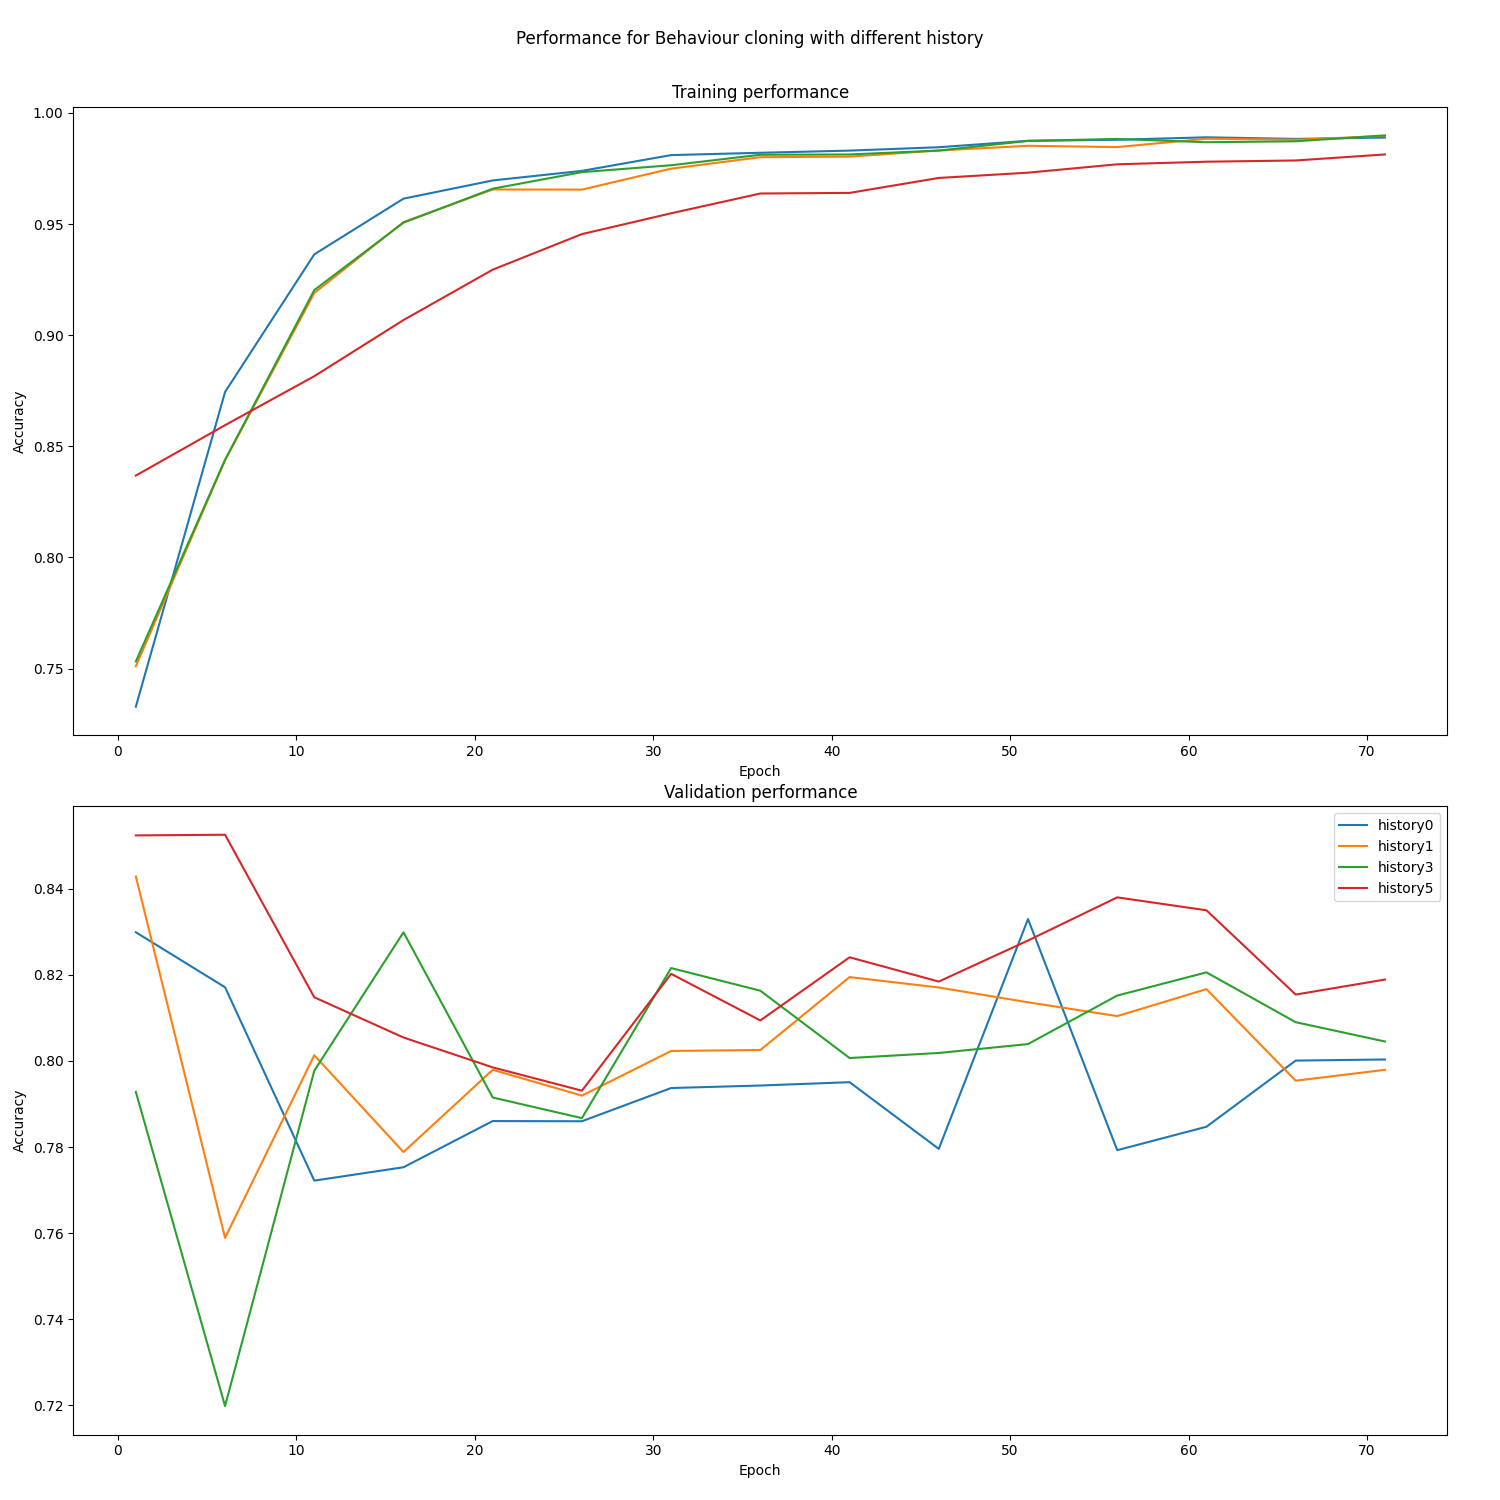 Performance for Behaviour cloning with different history
Training performance
1.00
0.95
0.90
0.85
0.80
0.75
Accuracy
0 10 20 30 40 50 60 70
Epoch
Validation performance
history0
history1
history3
history5
0.84
0.82
0.80
0.78
0.76
0.74
0.72
Accuracy
0 10 20 30 40 50 60 70
Epoch